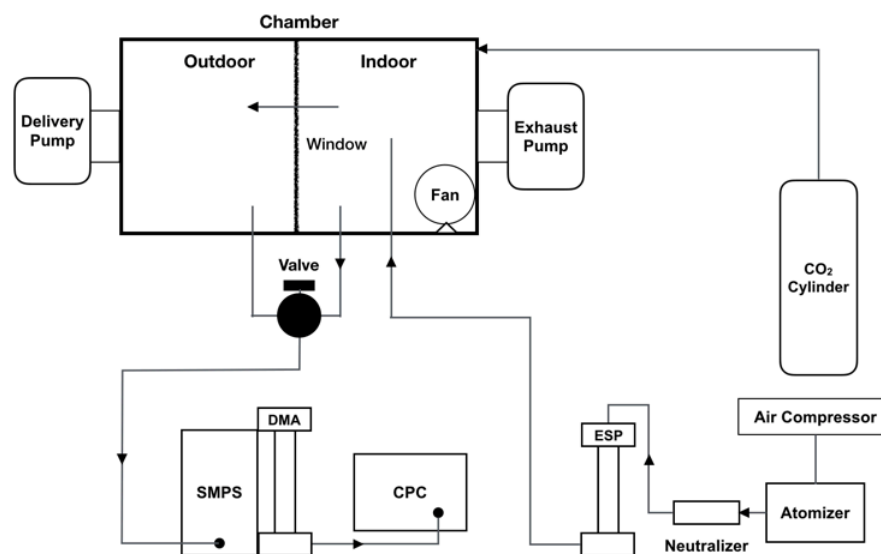 Chamber
Outdoor
Indoor
Delivery
Pump
Window
Exhaust
Pump
Fan
Valve
CO₂
Cylinder
DMA
SMPS
CPC
ESP
Air Compressor
Atomizer
Neutralizer